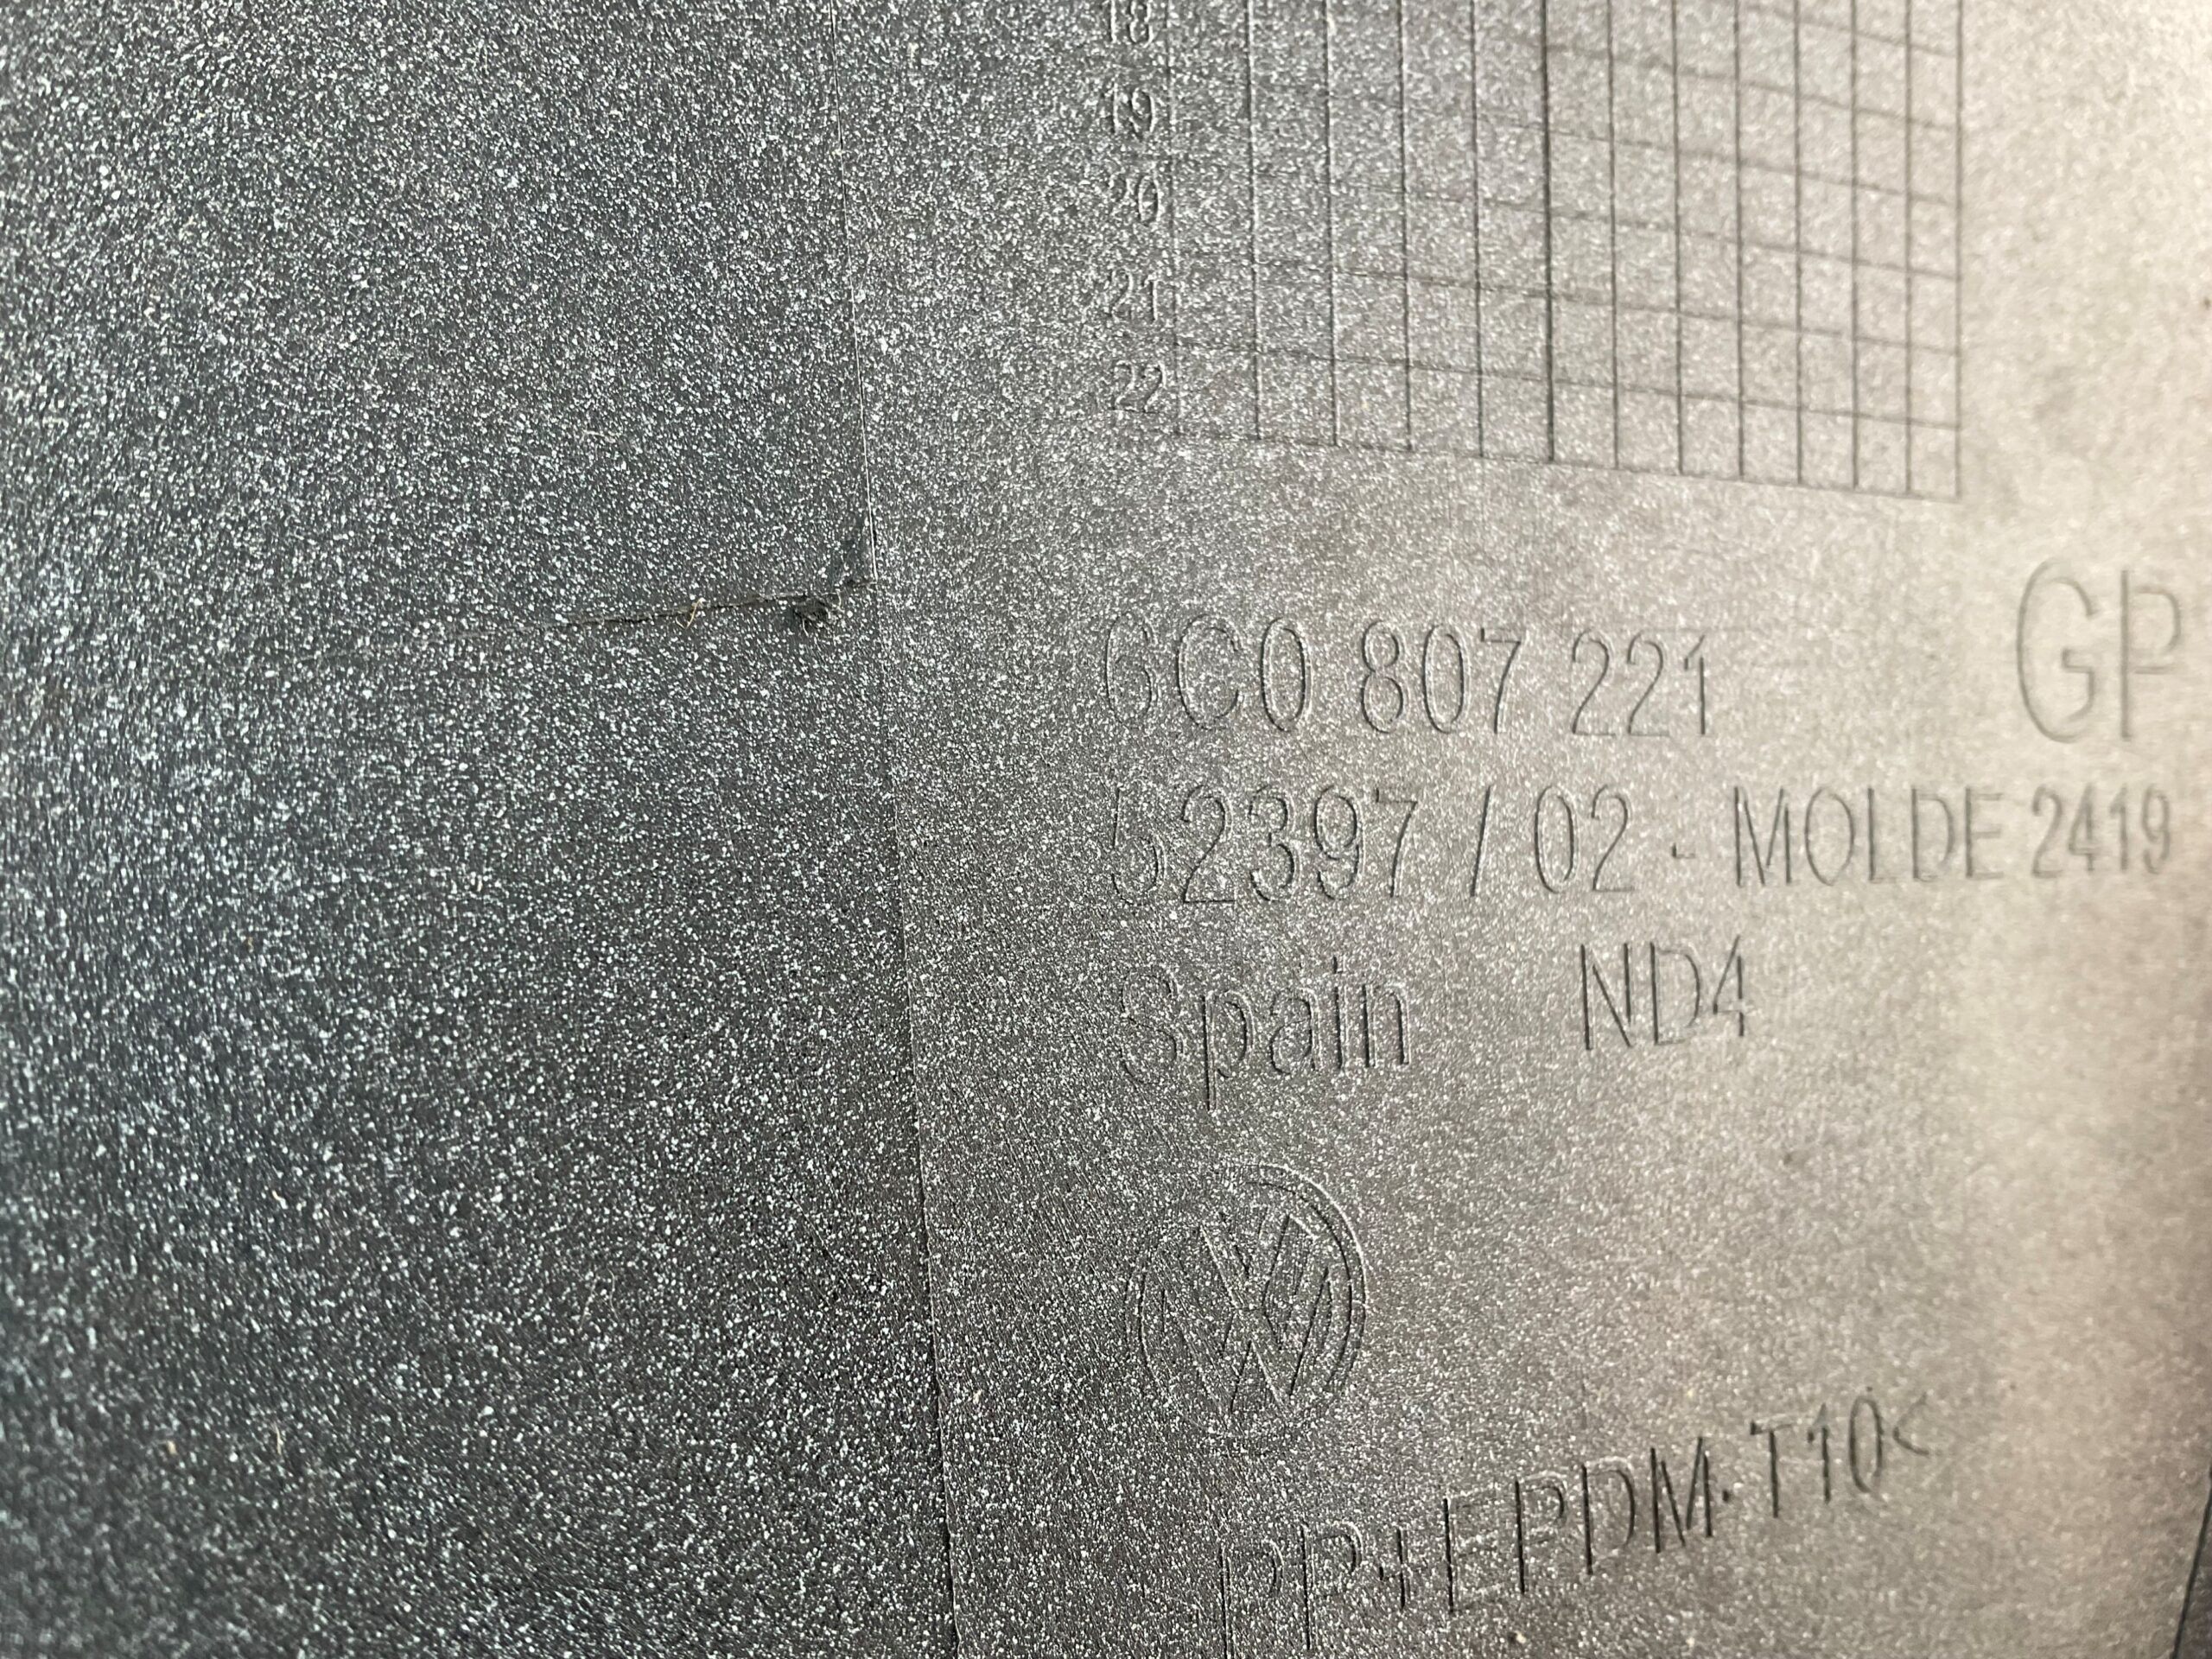 18
19
20
21
22
6C0 807 221 GP
52397 / 02 - MOLDE 2419
Spain ND4
PP+EPDM-T10<